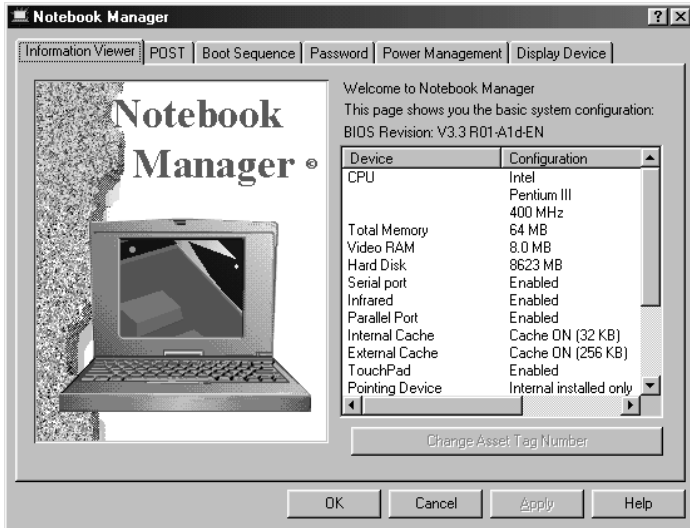 Notebook Manager
Information Viewer POST Boot Sequence Password Power Management Display Device
Notebook
Manager ©
Welcome to Notebook Manager
This page shows you the basic system configuration:
BIOS Revision: V3.3 R01-A1d-EN
Device Configuration
CPU Intel
Pentium III
400 MHz
Total Memory 64 MB
Video RAM 8.0 MB
Hard Disk 8623 MB
Serial port Enabled
Infrared Enabled
Parallel Port Enabled
Internal Cache Cache ON (32 KB)
External Cache Cache ON (256 KB)
TouchPad Enabled
Pointing Device Internal installed only
Change Asset Tag Number
OK Cancel Apply Help